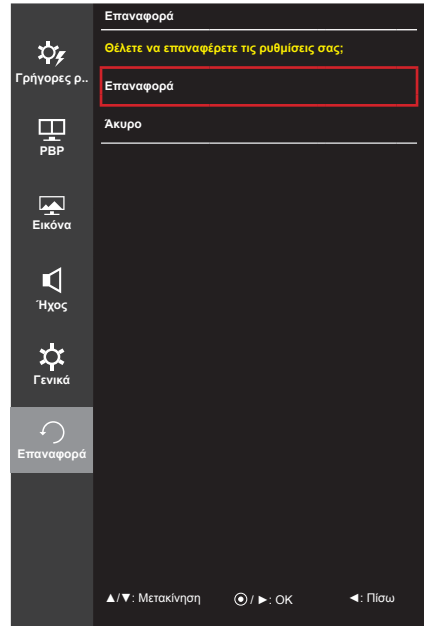 Επαναφορά
Θέλετε να επαναφέρετε τις ρυθμίσεις σας;
Επαναφορά
Άκυρο
Γρήγορες ρ..
PBP
Εικόνα
Ήχος
Γενικά
Επαναφορά
▲/▼: Μετακίνηση ◉ / ►: OK ◄: Πίσω